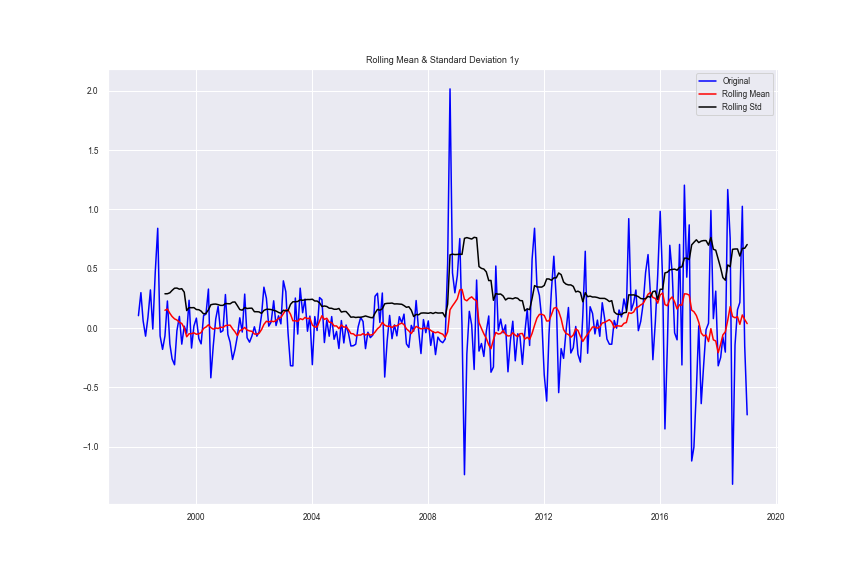 Rolling Mean & Standard Deviation 1y
Original
Rolling Mean
Rolling Std
2.0
1.5
1.0
0.5
0.0
−0.5
−1.0
2000 2004 2008 2012 2016 2020